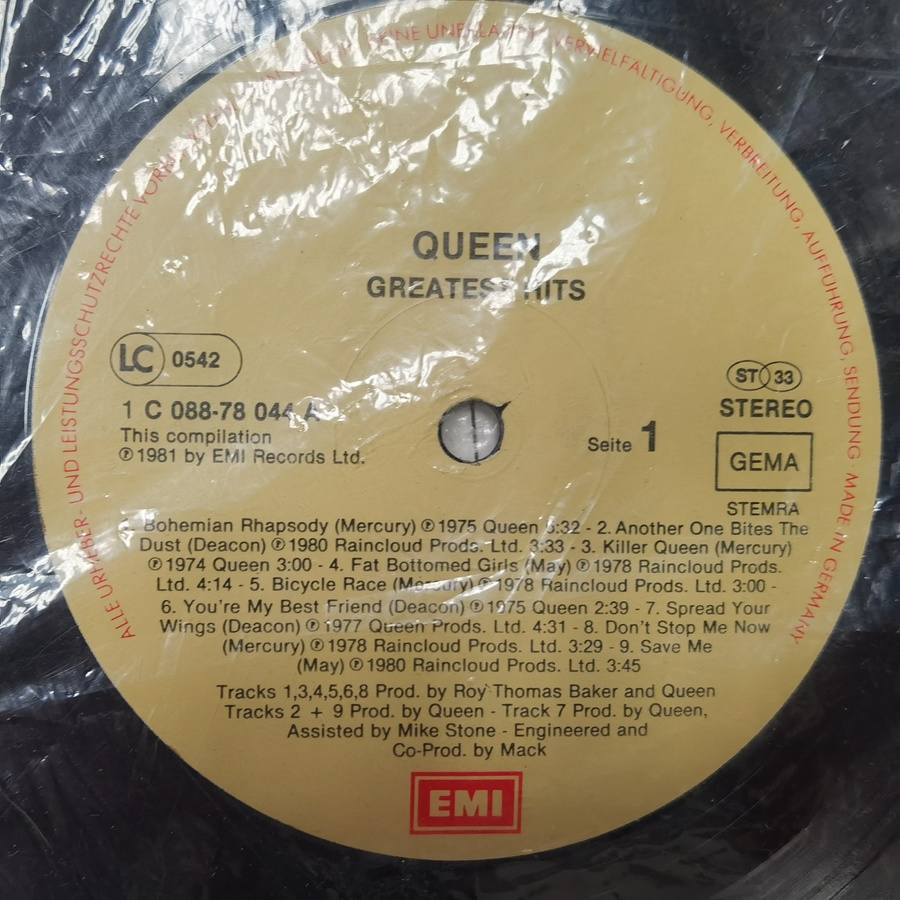 ALLE URHEBER- UND LEISTUNGSSCHUTZRECHTE VERVIELFÄLTIGUNG, VERBREITUNG, AUFFÜHRUNG, SENDUNG · MADE IN GERMANY
QUEEN
GREATEST HITS
LC 0542
ST 33
1 C 088-78 044 A
STEREO
This compilation
℗ 1981 by EMI Records Ltd.
Seite 1
GEMA
STEMRA
1. Bohemian Rhapsody (Mercury) ℗ 1975 Queen 5:32 - 2. Another One Bites The
Dust (Deacon) ℗ 1980 Raincloud Prods. Ltd. 3:33 - 3. Killer Queen (Mercury)
℗ 1974 Queen 3:00 - 4. Fat Bottomed Girls (May) ℗ 1978 Raincloud Prods.
Ltd. 4:14 - 5. Bicycle Race (Mercury) ℗ 1978 Raincloud Prods. Ltd. 3:00 -
6. You're My Best Friend (Deacon) ℗ 1975 Queen 2:39 - 7. Spread Your
Wings (Deacon) ℗ 1977 Queen Prods. Ltd. 4:31 - 8. Don't Stop Me Now
(Mercury) ℗ 1978 Raincloud Prods. Ltd. 3:29 - 9. Save Me
(May) ℗ 1980 Raincloud Prods. Ltd. 3:45
Tracks 1,3,4,5,6,8 Prod. by Roy Thomas Baker and Queen
Tracks 2 + 9 Prod. by Queen - Track 7 Prod. by Queen,
Assisted by Mike Stone - Engineered and
Co-Prod. by Mack
EMI